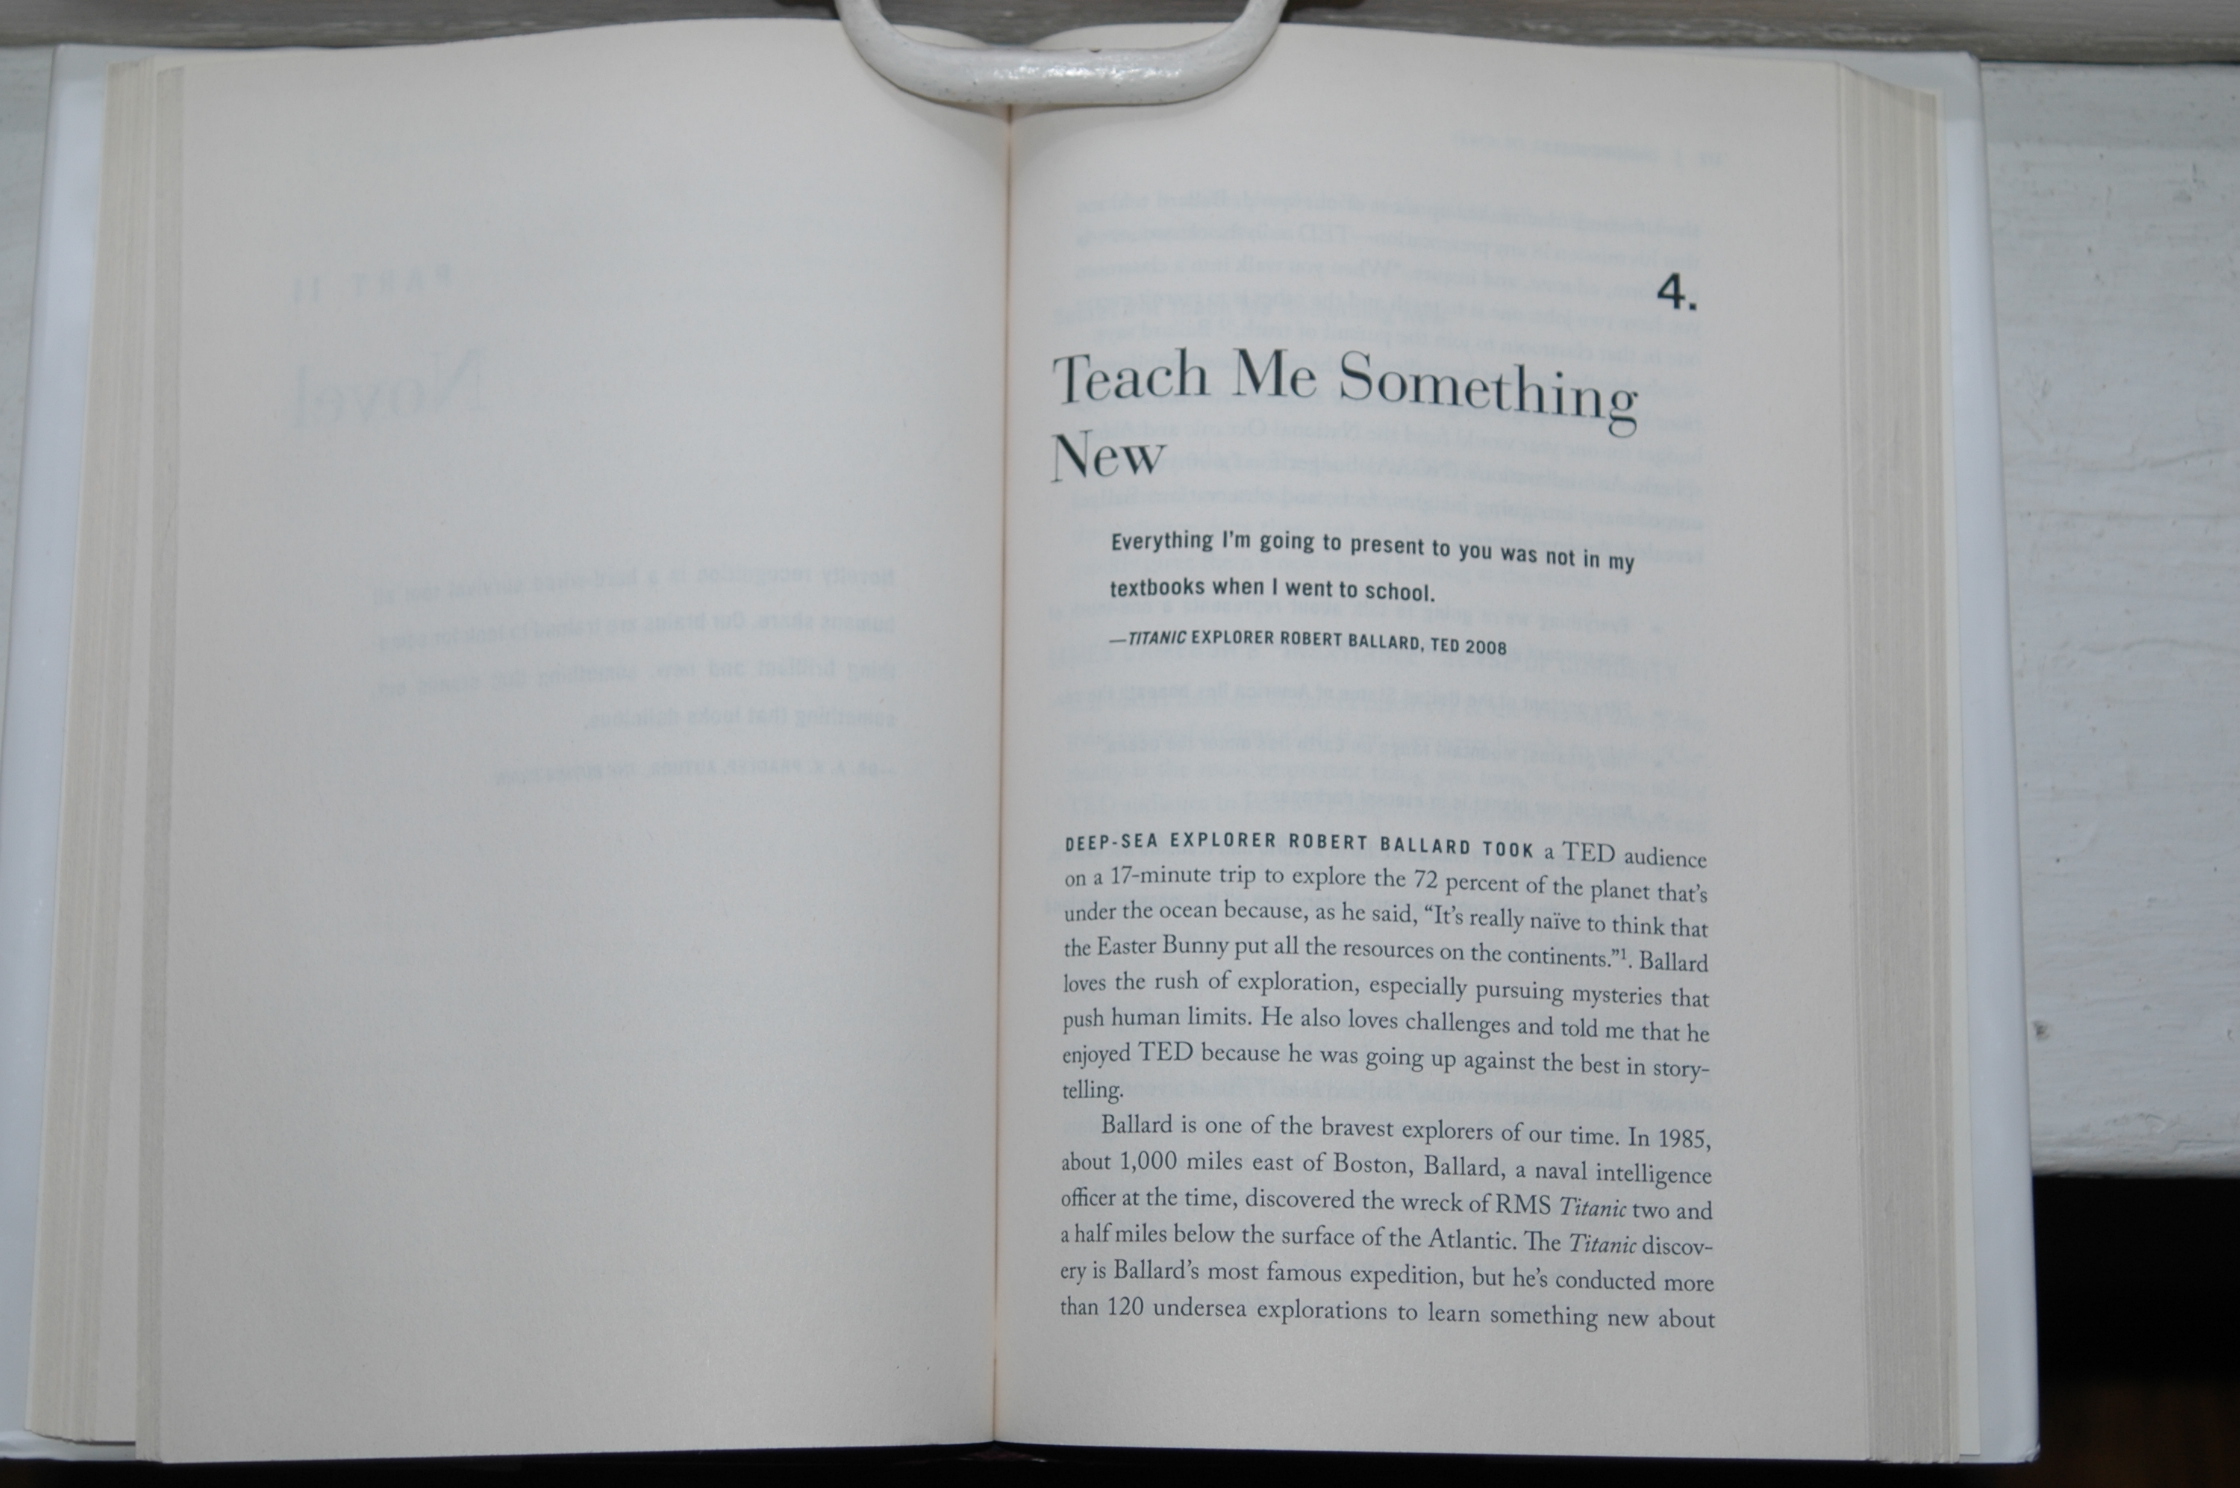 4.
Teach Me Something
New
Everything I'm going to present to you was not in my
textbooks when I went to school.
—TITANIC EXPLORER ROBERT BALLARD, TED 2008
DEEP-SEA EXPLORER ROBERT BALLARD TOOK a TED audience
on a 17-minute trip to explore the 72 percent of the planet that's
under the ocean because, as he said, “It's really naïve to think that
the Easter Bunny put all the resources on the continents.”¹. Ballard
loves the rush of exploration, especially pursuing mysteries that
push human limits. He also loves challenges and told me that he
enjoyed TED because he was going up against the best in story-
telling.
Ballard is one of the bravest explorers of our time. In 1985,
about 1,000 miles east of Boston, Ballard, a naval intelligence
officer at the time, discovered the wreck of RMS Titanic two and
a half miles below the surface of the Atlantic. The Titanic discov-
ery is Ballard's most famous expedition, but he's conducted more
than 120 undersea explorations to learn something new about